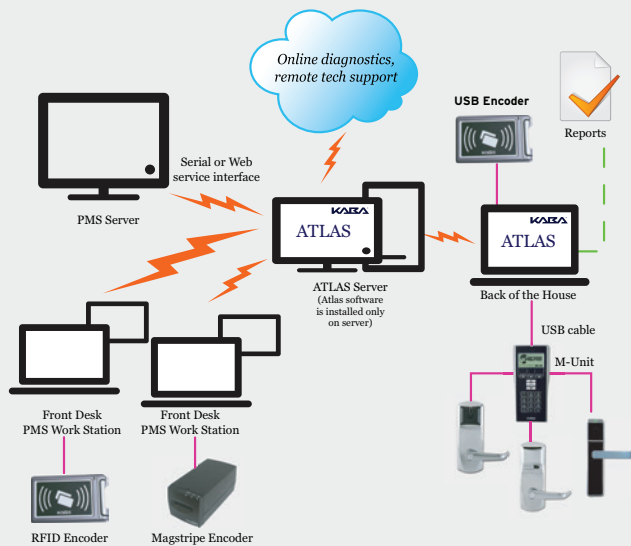 Online diagnostics,
remote tech support
USB Encoder
Reports
Serial or Web
service interface
PMS Server
KABA
ATLAS
KABA
ATLAS
ATLAS Server
(Atlas software
is installed only
on server)
Back of the House
USB cable
M-Unit
Front Desk
PMS Work Station
Front Desk
PMS Work Station
RFID Encoder
Magstripe Encoder